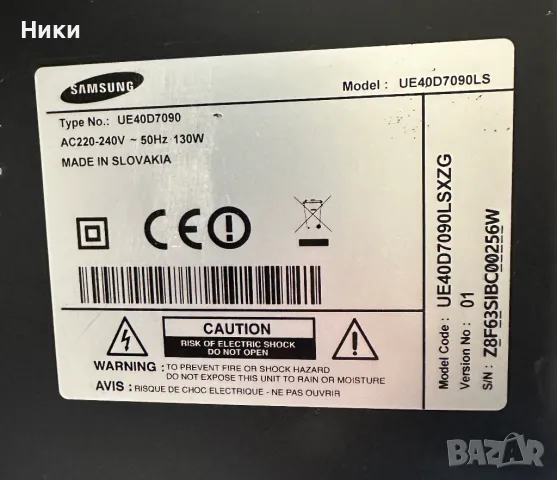 Ники
SAMSUNG
Model : UE40D7090LS
Type No.: UE40D7090
AC220-240V ~ 50Hz 130W
MADE IN SLOVAKIA
CE
CAUTION
RISK OF ELECTRIC SHOCK
DO NOT OPEN
WARNING : TO PREVENT FIRE OR SHOCK HAZARD
DO NOT EXPOSE THIS UNIT TO RAIN OR MOISTURE
AVIS : RISQUE DE CHOC ELECTRIQUE - NE PAS OUVRIR
Model Code : UE40D7090LSXZG
Version No : 01
S/N : Z8F63SIBC00256W
BAZAR